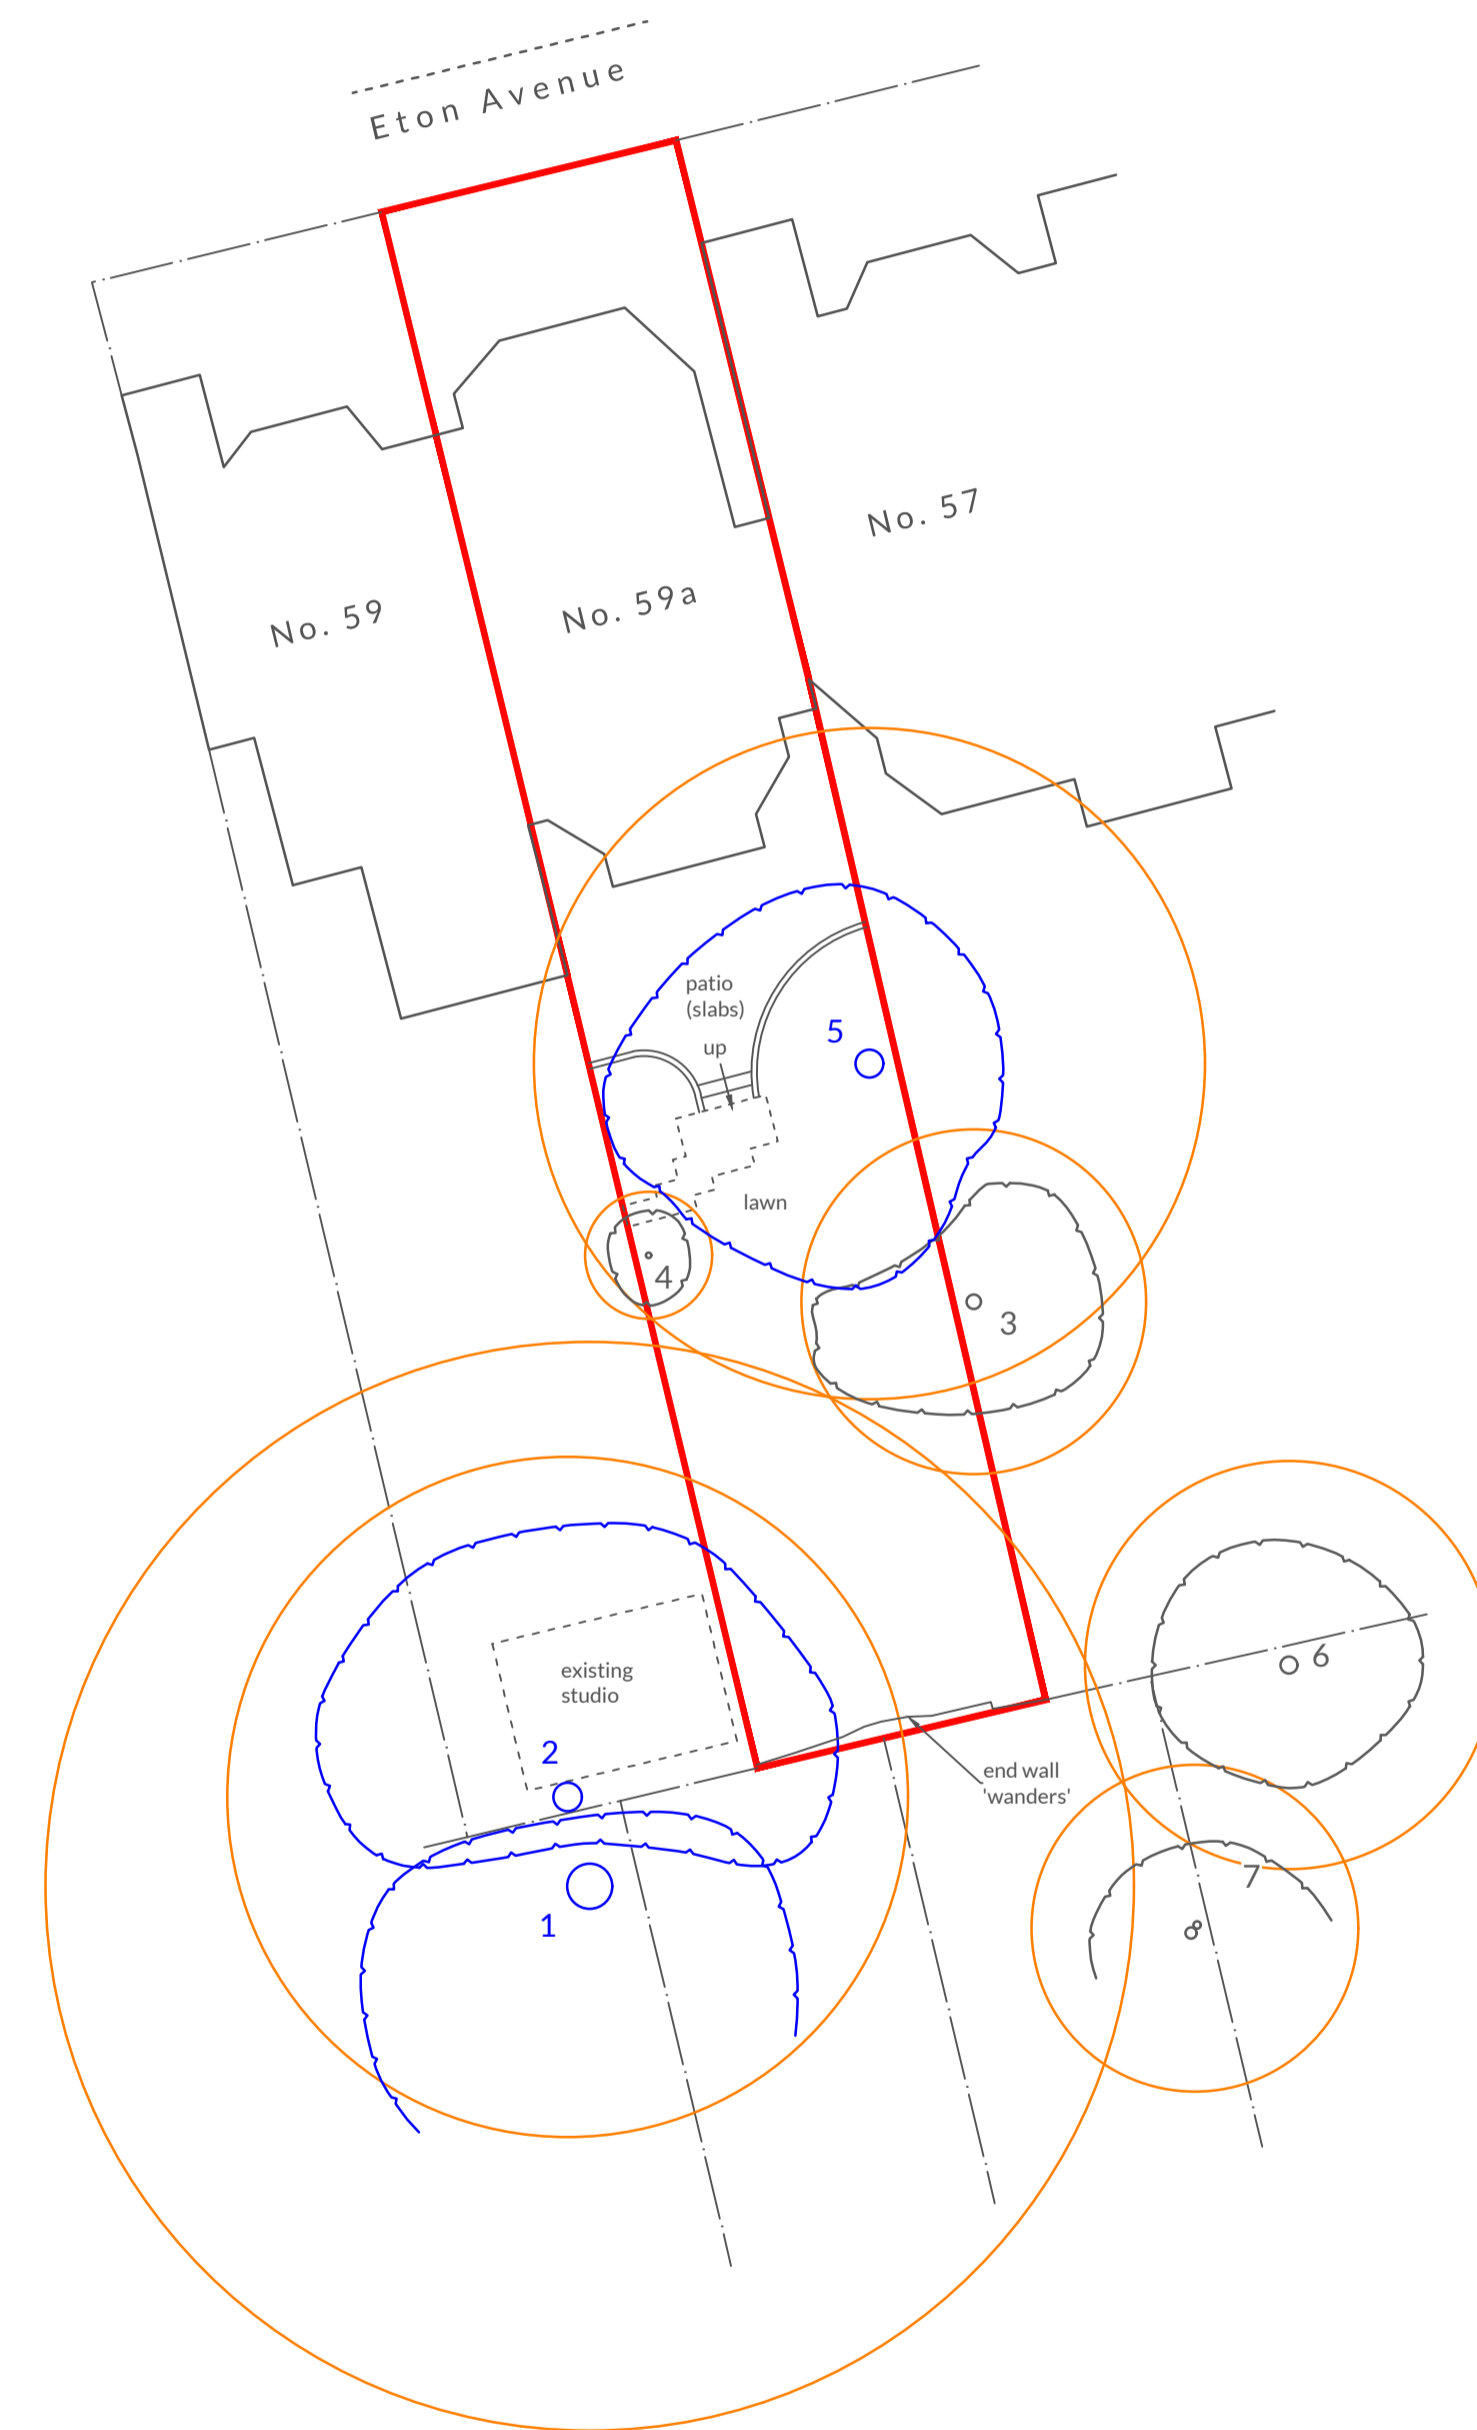 Eton Avenue
No. 57
No. 59a
No. 59
patio
(slabs)
up
5
lawn
4
3
6
existing
studio
2
end wall
'wanders'
7
1